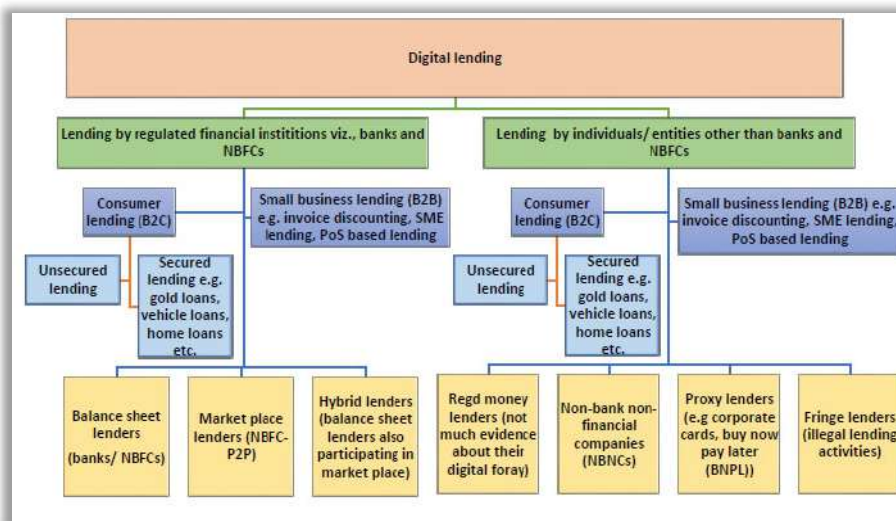 Digital lending
Lending by regulated financial instititions viz., banks and
NBFCs
Lending by individuals/ entities other than banks and
NBFCs
Consumer
lending (B2C)
Small business lending (B2B)
e.g. invoice discounting, SME
lending, PoS based lending
Consumer
lending (B2C)
Small business lending (B2B) e.g.
invoice discounting, SME lending,
PoS based lending
Unsecured
lending
Secured
lending e.g.
gold loans,
vehicle loans,
home loans
etc.
Unsecured
lending
Secured
lending e.g.
gold loans,
vehicle loans,
home loans
etc.
Balance sheet
lenders
(banks/ NBFCs)
Market place
lenders (NBFC-
P2P)
Hybrid lenders
(balance sheet
lenders also
participating in
market place)
Regd money
lenders (not
much evidence
about their
digital foray)
Non-bank non-
financial
companies
(NBNCs)
Proxy lenders
(e.g corporate
cards, buy now
pay later
(BNPL))
Fringe lenders
(illegal lending
activities)